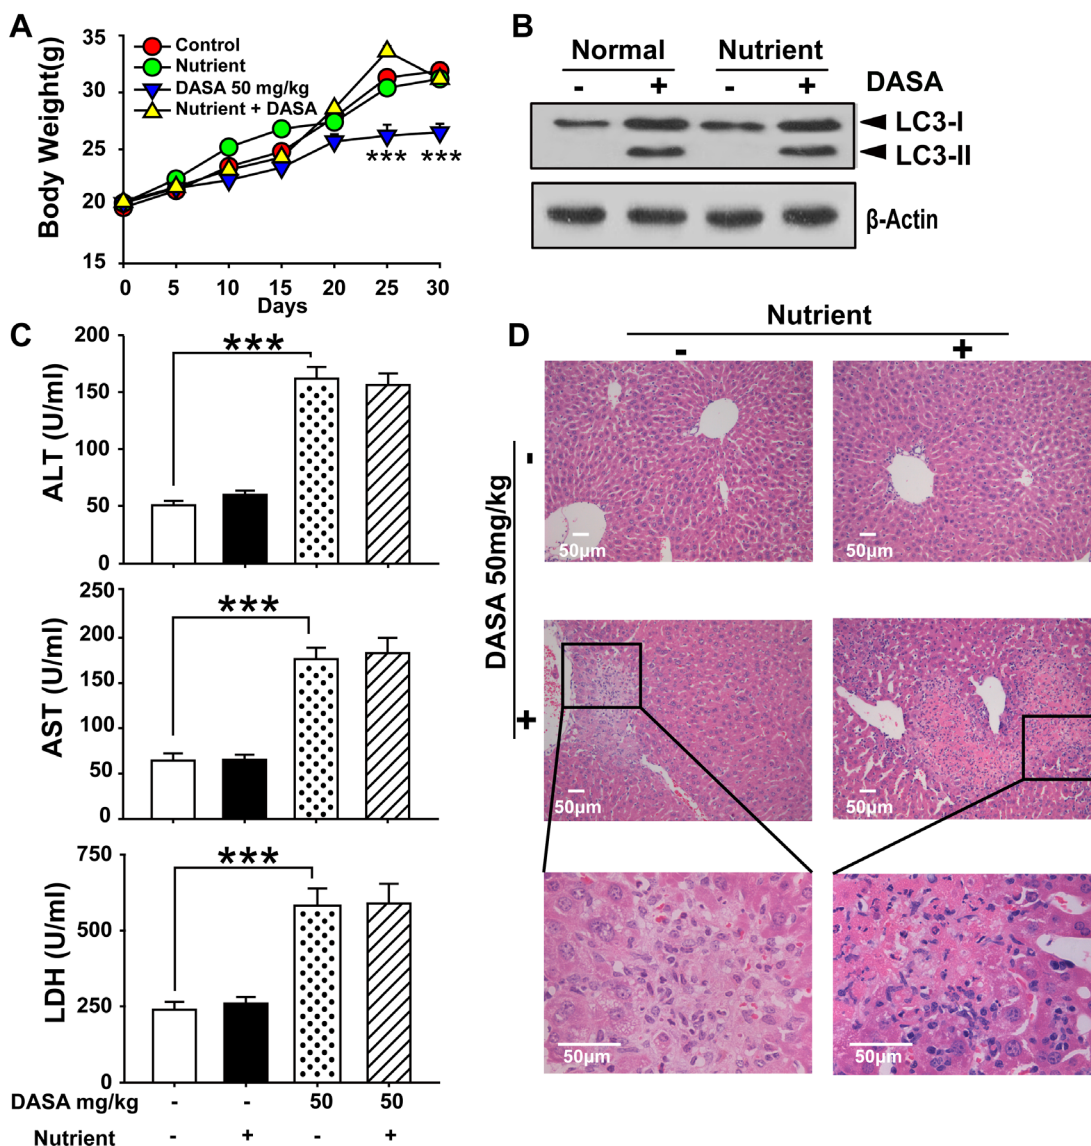 A
Body Weight(g)
35
30
25
20
15
0 5 10 15 20 25 30
Days
Control
Nutrient
DASA 50 mg/kg
Nutrient + DASA
*** ***
B
Normal Nutrient
- + - + DASA
LC3-I
LC3-II
β-Actin
C
ALT (U/ml)
200
150
100
50
0
***
AST (U/ml)
250
200
150
100
50
0
***
LDH (U/ml)
750
500
250
0
***
DASA mg/kg - - 50 50
Nutrient - + - +
D
Nutrient
- +
DASA 50mg/kg
-
+
50μm
50μm
50μm
50μm
50μm
50μm